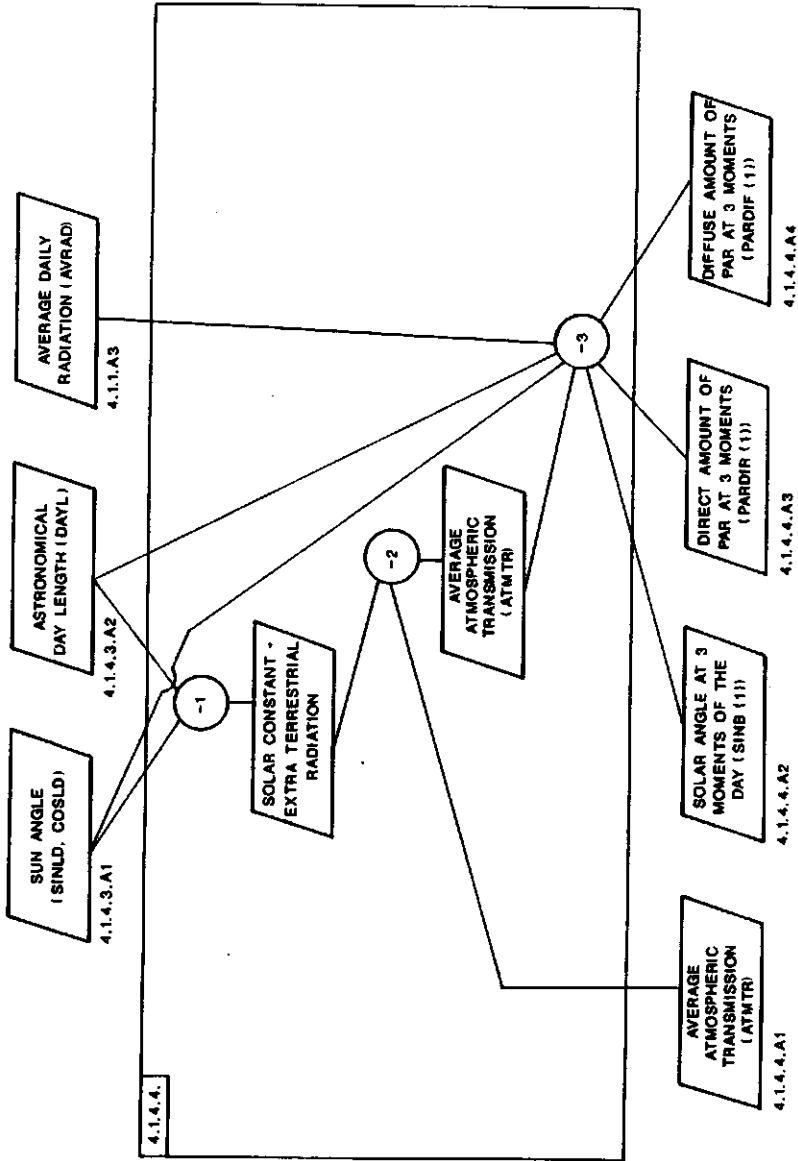 SUN ANGLE
(SINLD, COSLD)
4.1.4.3.A1
ASTRONOMICAL
DAY LENGTH (DAYL)
4.1.4.3.A2
AVERAGE DAILY
RADIATION (AVRAD)
4.1.1.A3
4.1.4.4.
-1
SOLAR CONSTANT -
EXTRA TERRESTRIAL
RADIATION
-2
AVERAGE
ATMOSPHERIC
TRANSMISSION
(ATMTR)
-3
AVERAGE
ATMOSPHERIC
TRANSMISSION
(ATMTR)
4.1.4.4.A1
SOLAR ANGLE AT 3
MOMENTS OF THE
DAY (SINB (1))
4.1.4.4.A2
DIRECT AMOUNT OF
PAR AT 3 MOMENTS
(PARDIR (1))
4.1.4.4.A3
DIFFUSE AMOUNT OF
PAR AT 3 MOMENTS
(PARDIF (1))
4.1.4.4.A4